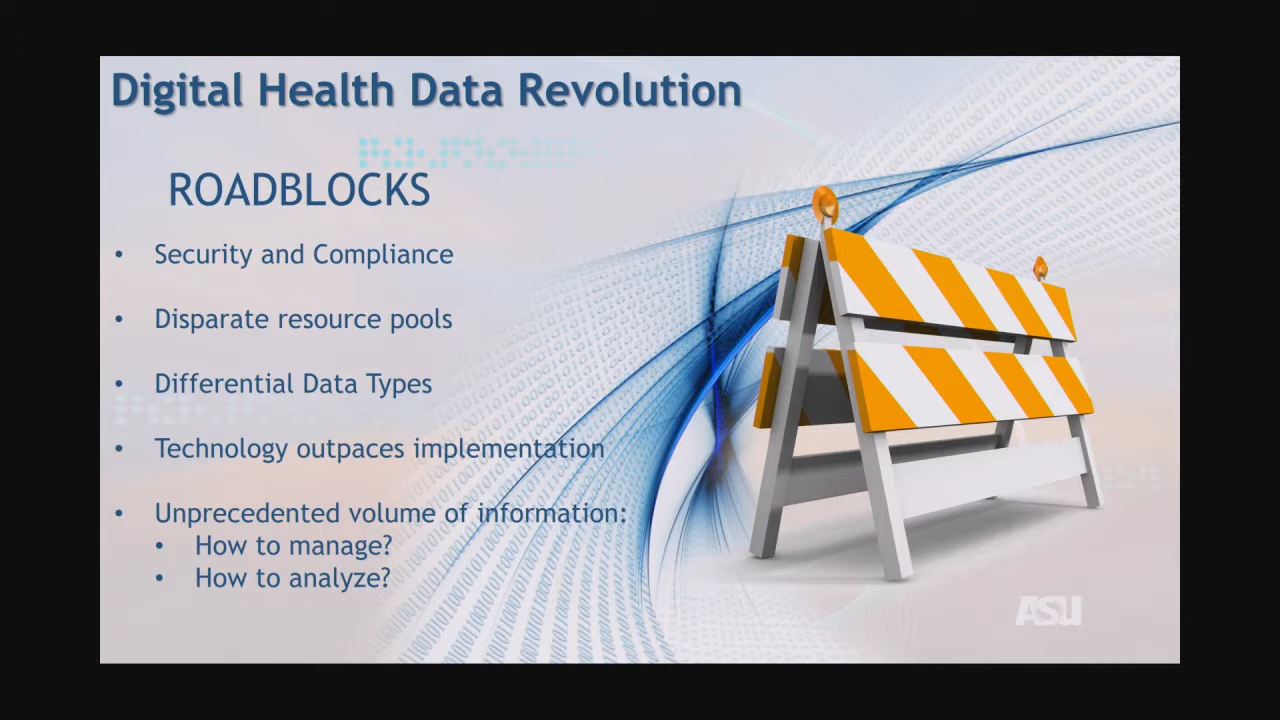 Digital Health Data Revolution
ROADBLOCKS
• Security and Compliance
• Disparate resource pools
• Differential Data Types
• Technology outpaces implementation
• Unprecedented volume of information:
• How to manage?
• How to analyze?
ASU